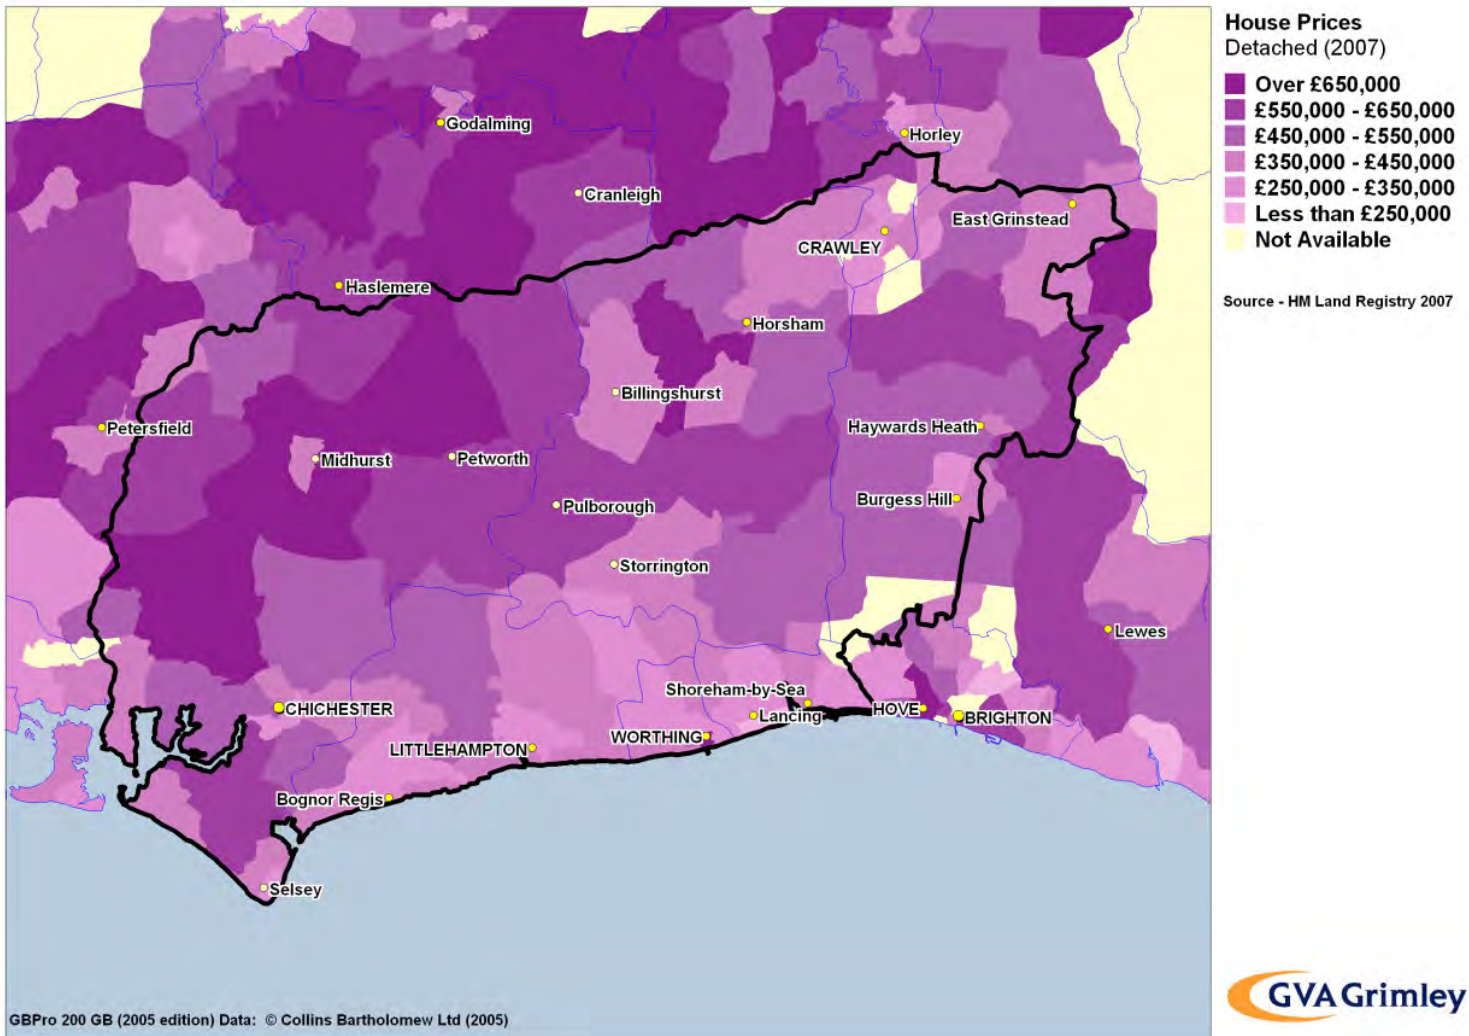 House Prices
Detached (2007)
Over £650,000
£550,000 - £650,000
£450,000 - £550,000
£350,000 - £450,000
£250,000 - £350,000
Less than £250,000
Not Available
Source - HM Land Registry 2007
Godalming
Horley
Cranleigh
East Grinstead
CRAWLEY
Haslemere
Horsham
Billingshurst
Petersfield
Haywards Heath
Midhurst
Petworth
Burgess Hill
Pulborough
Storrington
Lewes
Shoreham-by-Sea
CHICHESTER
Lancing
HOVE
BRIGHTON
WORTHING
LITTLEHAMPTON
Bognor Regis
Selsey
GBPro 200 GB (2005 edition) Data: © Collins Bartholomew Ltd (2005)
GVA Grimley